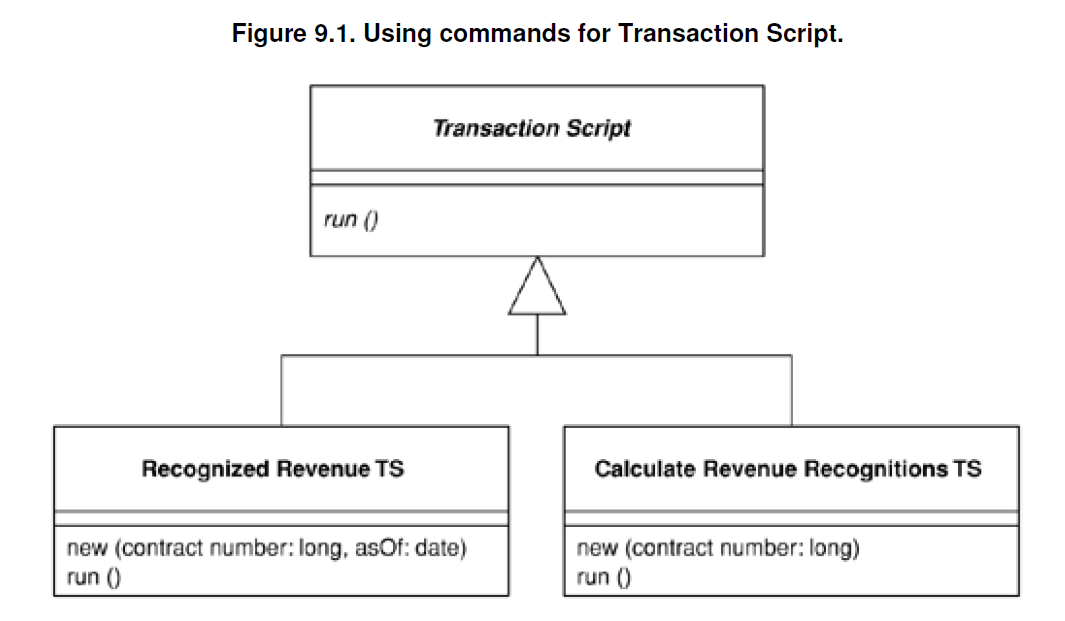 Figure 9.1. Using commands for Transaction Script.
Transaction Script
run ()
Recognized Revenue TS
new (contract number: long, asOf: date)
run ()
Calculate Revenue Recognitions TS
new (contract number: long)
run ()